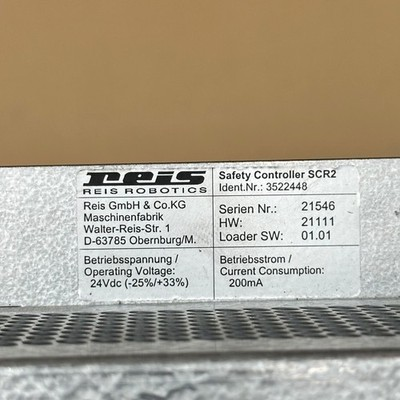 reis
REIS ROBOTICS
Safety Controller SCR2
Ident.Nr.: 3522448
Reis GmbH & Co.KG
Maschinenfabrik
Walter-Reis-Str. 1
D-63785 Obernburg/M.
Serien Nr.: 21546
HW: 21111
Loader SW: 01.01
Betriebsspannung /
Operating Voltage:
24Vdc (-25%/+33%)
Betriebsstrom /
Current Consumption:
200mA